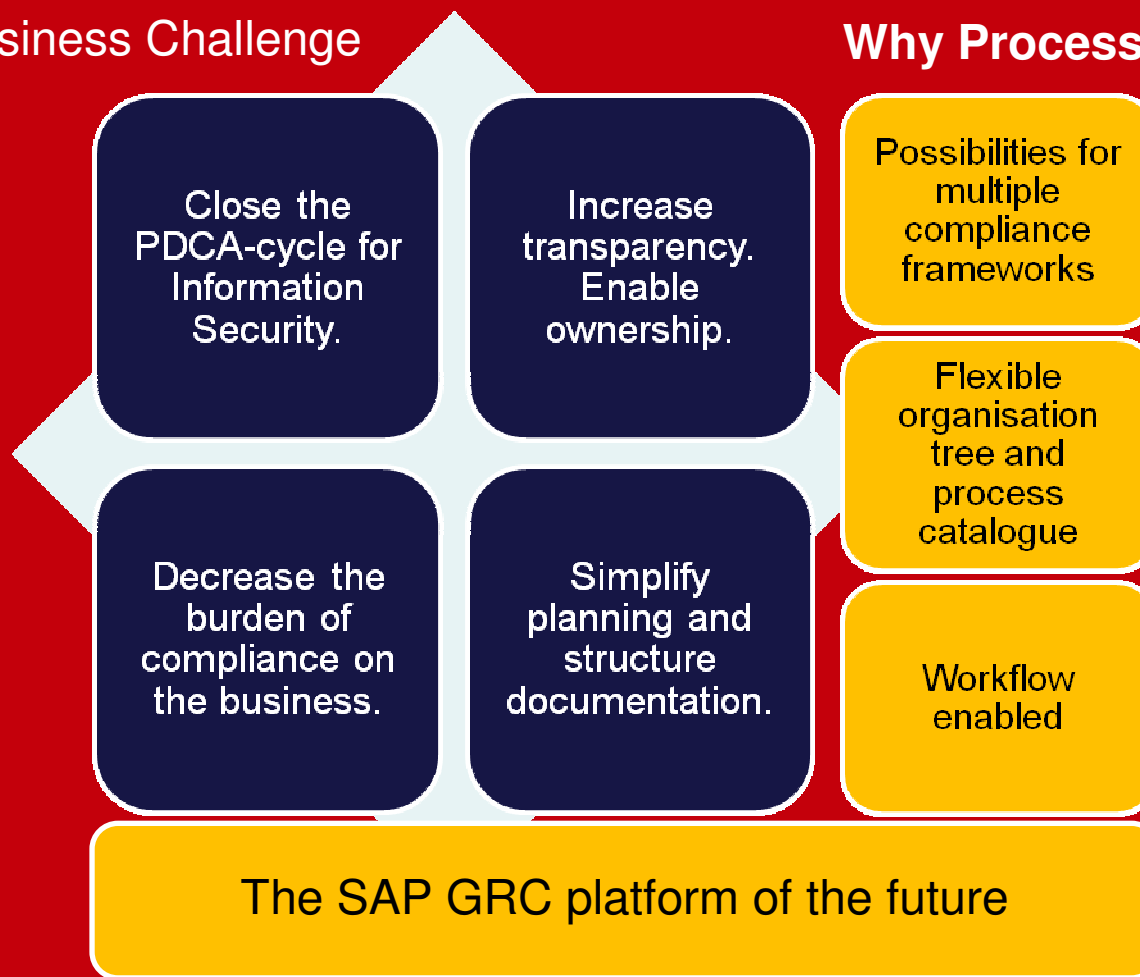 siness Challenge
Close the
PDCA-cycle for
Information
Security.
Increase
transparency.
Enable
ownership.
Decrease the
burden of
compliance on
the business.
Simplify
planning and
structure
documentation.
Why Process
Possibilities for
multiple
compliance
frameworks
Flexible
organisation
tree and
process
catalogue
Workflow
enabled
The SAP GRC platform of the future